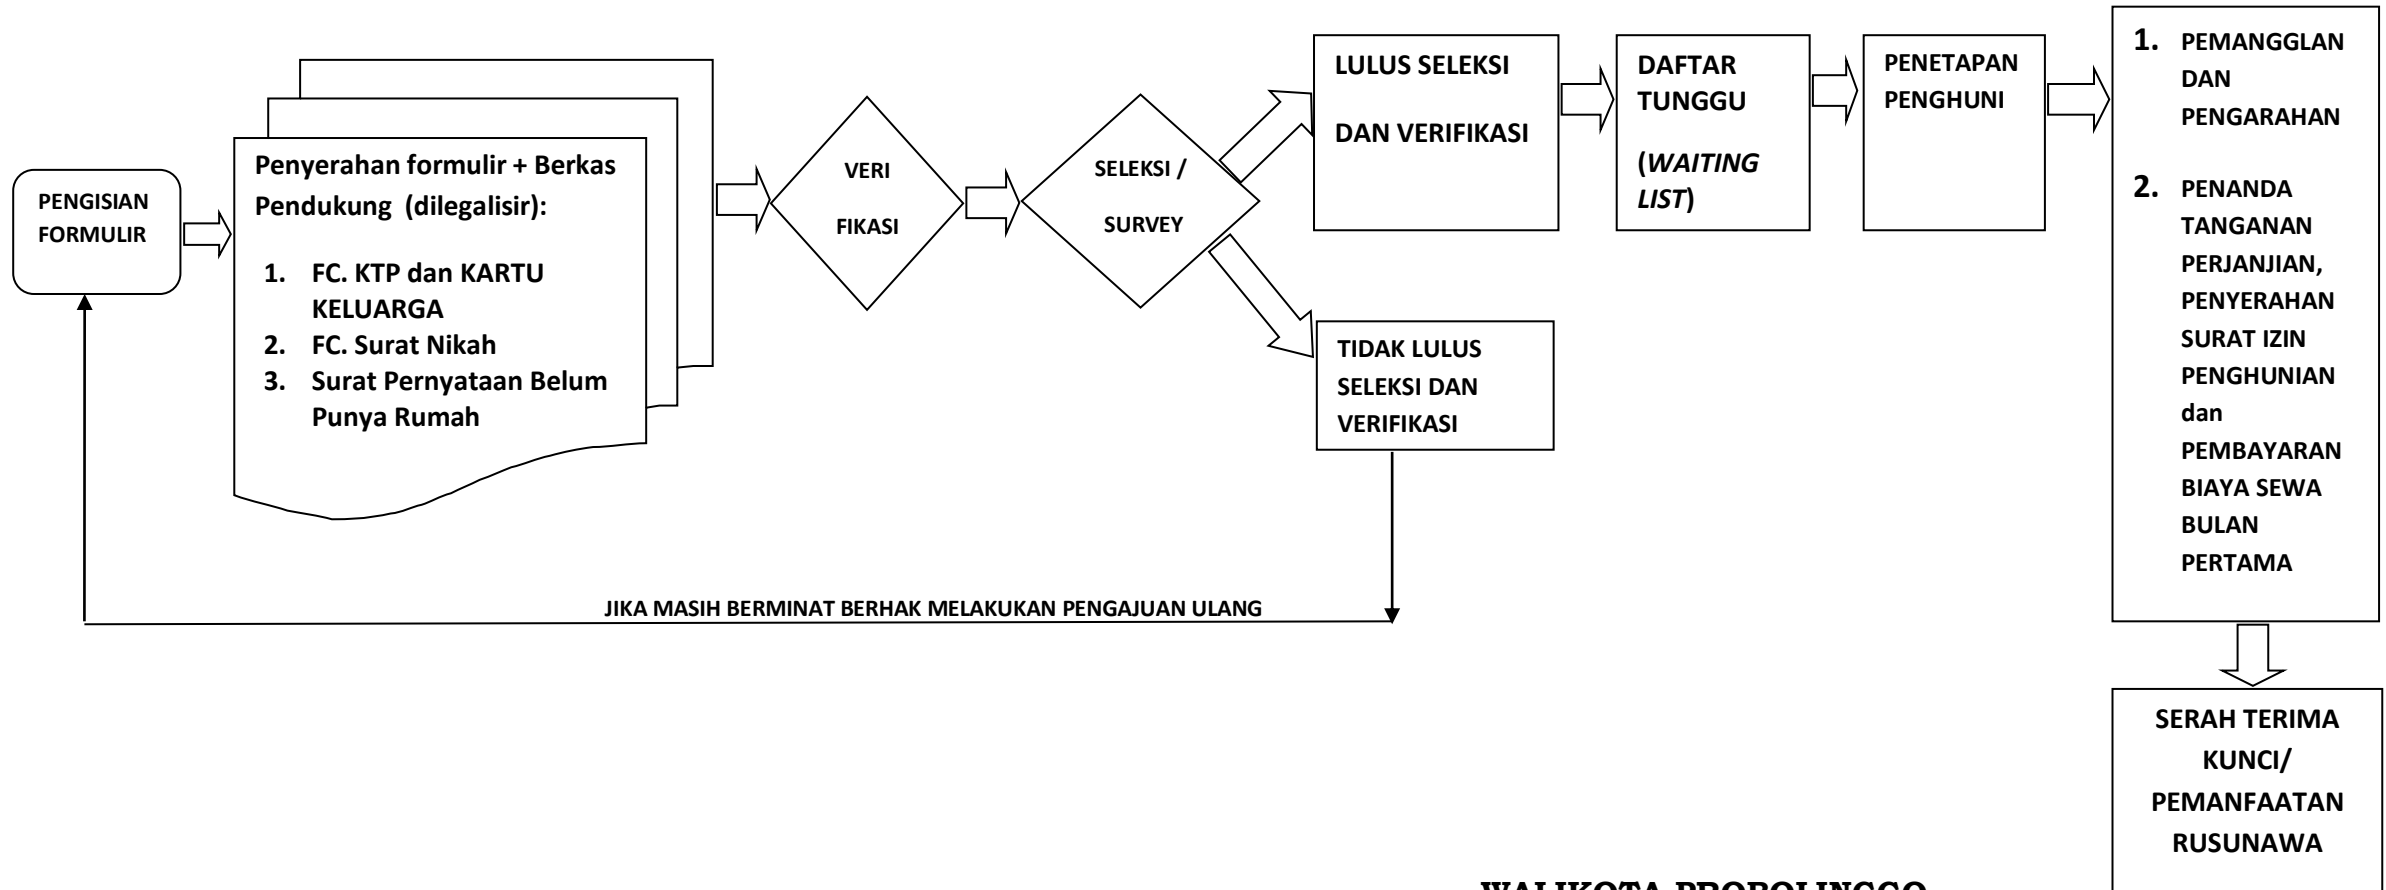 PENGISIAN
FORMULIR
Penyerahan formulir + Berkas
Pendukung (dilegalisir):
1. FC. KTP dan KARTU
KELUARGA
2. FC. Surat Nikah
3. Surat Pernyataan Belum
Punya Rumah
VERI
FIKASI
SELEKSI /
SURVEY
LULUS SELEKSI
DAN VERIFIKASI
TIDAK LULUS
SELEKSI DAN
VERIFIKASI
JIKA MASIH BERMINAT BERHAK MELAKUKAN PENGAJUAN ULANG
DAFTAR
TUNGGU
(WAITING
LIST)
PENETAPAN
PENGHUNI
1. PEMANGGLAN
DAN
PENGARAHAN
2. PENANDA
TANGANAN
PERJANJIAN,
PENYERAHAN
SURAT IZIN
PENGHUNIAN
dan
PEMBAYARAN
BIAYA SEWA
BULAN
PERTAMA
SERAH TERIMA
KUNCI/
PEMANFAATAN
RUSUNAWA
WALIKOTA PROBOLINGGO